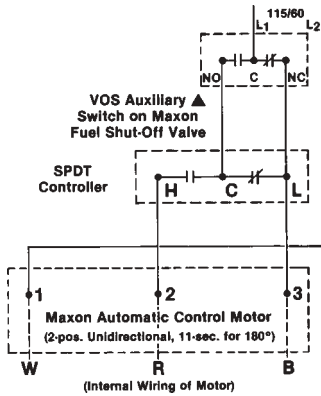 115/60
L1 L2
NO C NC
VOS Auxiliary ▲
Switch on Maxon
Fuel Shut-Off Valve
SPDT
Controller
H C L
1 2 3
Maxon Automatic Control Motor
(2-pos. Unidirectional, 11-sec. for 180°)
W R B
(Internal Wiring of Motor)